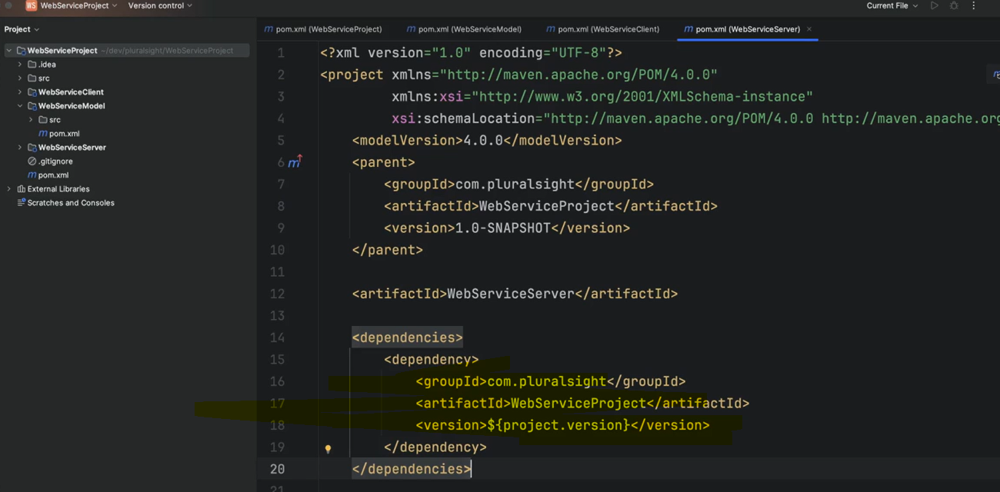 WS WebServiceProject Version control Current File
Project
WebServiceProject ~/dev/pluralsight/WebServiceProject
.idea
src
WebServiceClient
WebServiceModel
src
m pom.xml
WebServiceServer
.gitignore
m pom.xml
External Libraries
Scratches and Consoles
m pom.xml (WebServiceProject) m pom.xml (WebServiceModel) m pom.xml (WebServiceClient) m pom.xml (WebServiceServer) ×
1 <?xml version="1.0" encoding="UTF-8"?>
2 <project xmlns="http://maven.apache.org/POM/4.0.0"
3 xmlns:xsi="http://www.w3.org/2001/XMLSchema-instance"
4 xsi:schemaLocation="http://maven.apache.org/POM/4.0.0 http://maven.apache.org
5 <modelVersion>4.0.0</modelVersion>
6 m <parent>
7 <groupId>com.pluralsight</groupId>
8 <artifactId>WebServiceProject</artifactId>
9 <version>1.0-SNAPSHOT</version>
10 </parent>
11
12 <artifactId>WebServiceServer</artifactId>
13
14 <dependencies>
15 <dependency>
16 <groupId>com.pluralsight</groupId>
17 <artifactId>WebServiceProject</artifactId>
18 <version>${project.version}</version>
19 </dependency>
20 </dependencies>
21